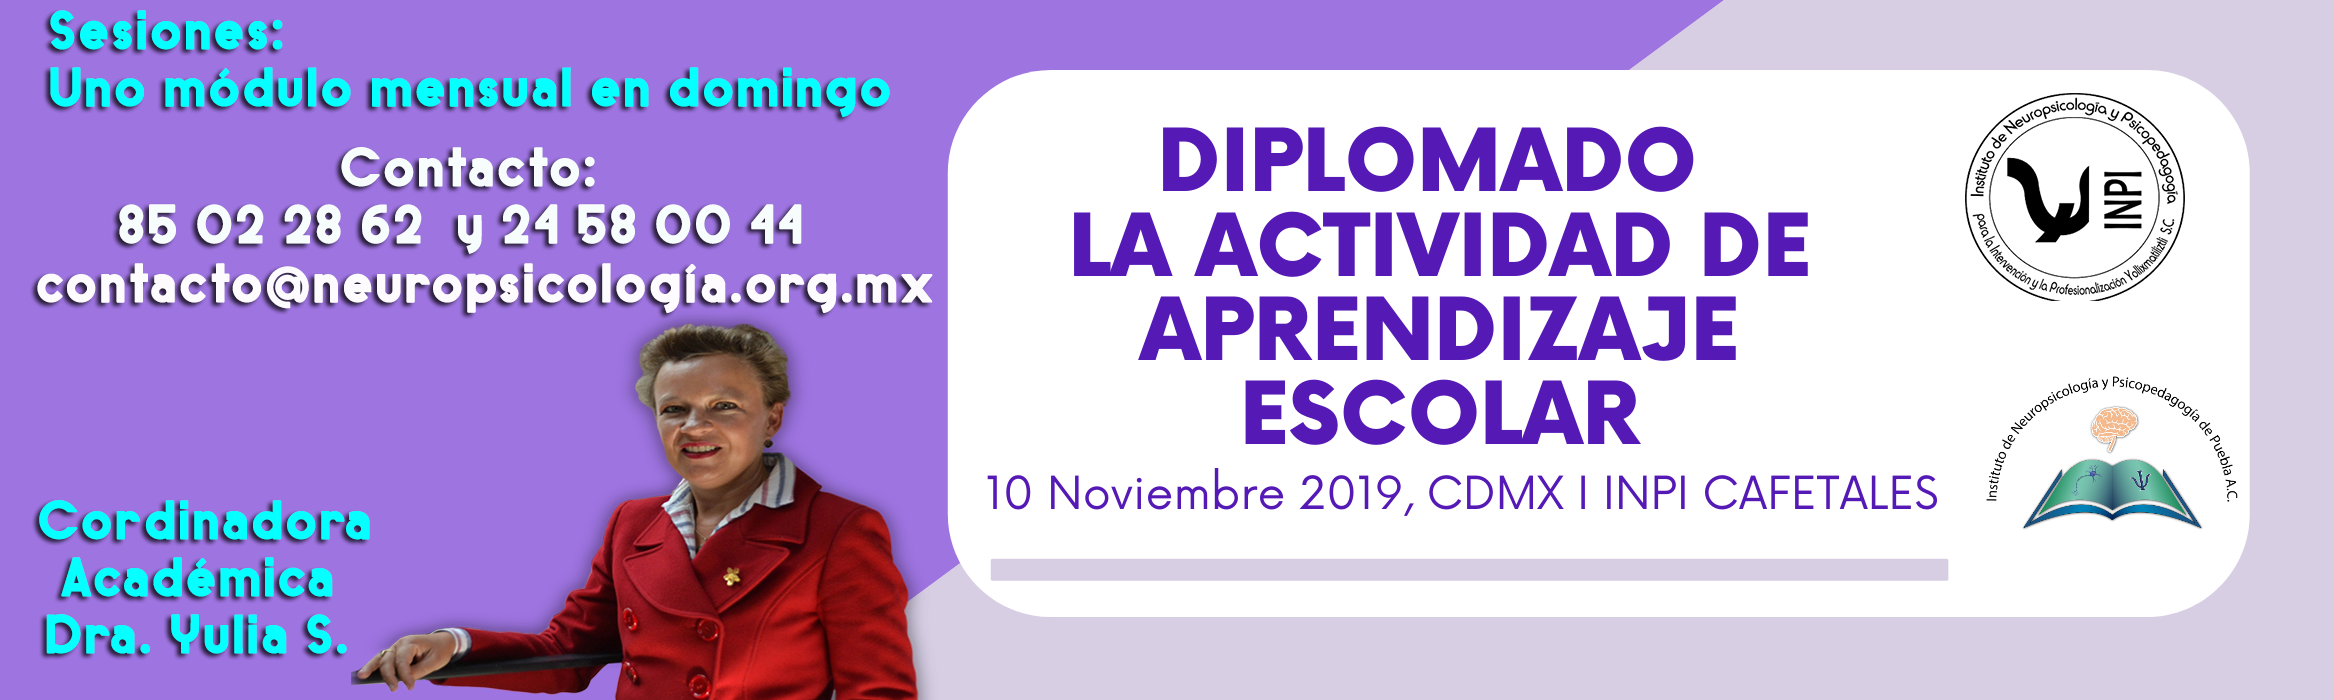 Sesiones:
Uno módulo mensual en domingo
Contacto:
85 02 28 62 y 24 58 00 44
contacto@neuropsicología.org.mx
Cordinadora
Académica
Dra. Yulia S.
DIPLOMADO
LA ACTIVIDAD DE
APRENDIZAJE
ESCOLAR
10 Noviembre 2019, CDMX I INPI CAFETALES
Instituto de Neuropsicología y Psicopedagogía
para la Intervención y la Profesionalización Yollixmatiliztli S.C.
INPI
Instituto de Neuropsicología y Psicopedagogía de Puebla A.C.